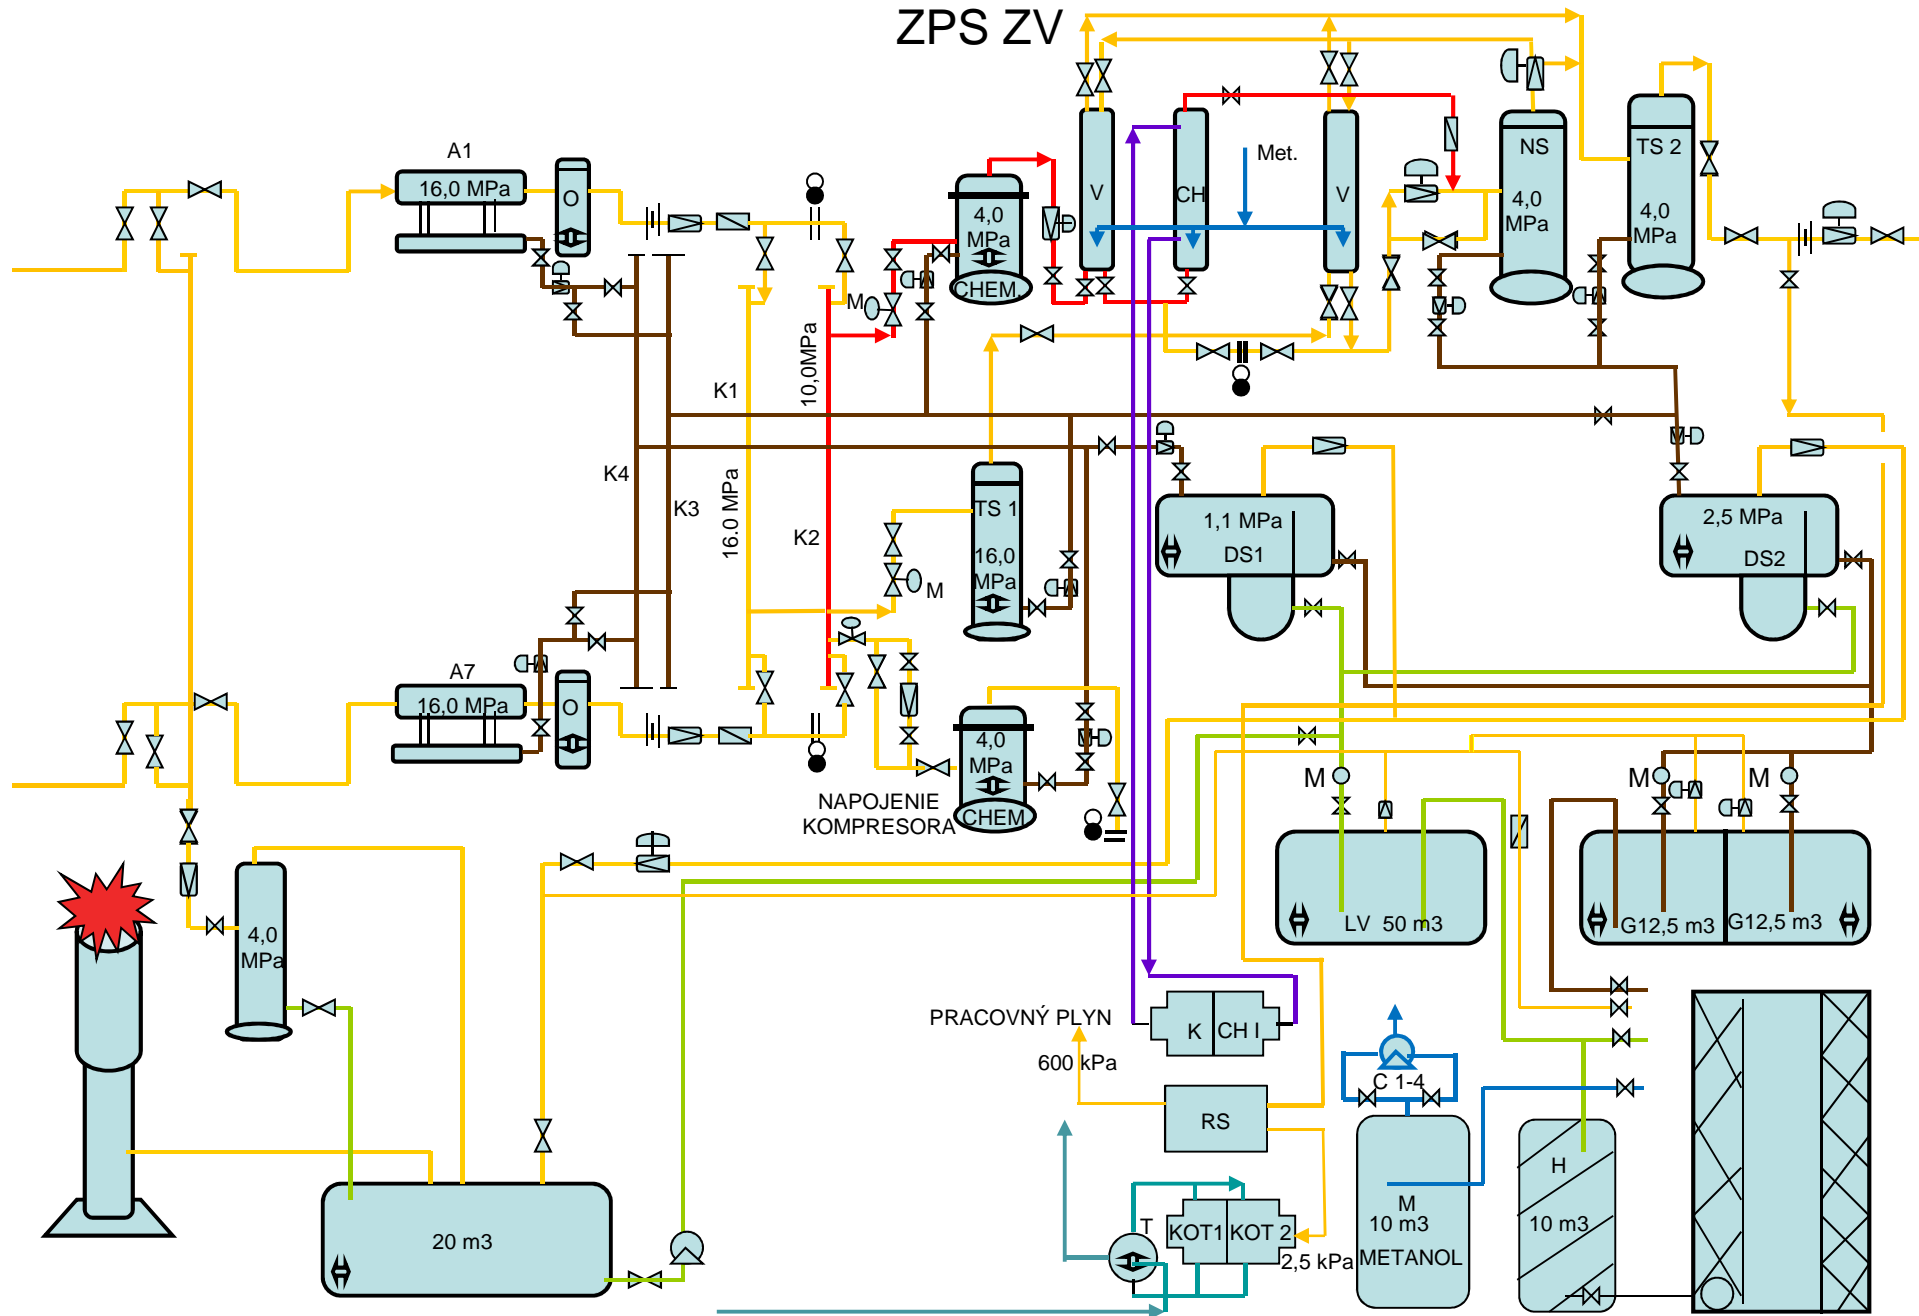 ZPS ZV
A1
16,0 MPa
O
Met.
V
CH
V
NS
4,0
MPa
TS 2
4,0
MPa
4,0
MPa
CHEM.
M
10,0MPa
K1
K4
K3
16.0 MPa
K2
TS 1
16,0
MPa
M
1,1 MPa
DS1
2,5 MPa
DS2
A7
16,0 MPa
O
4,0
MPa
CHEM
NAPOJENIE
KOMPRESORA
M
M
M
LV 50 m3
G12,5 m3
G12,5 m3
4,0
MPa
PRACOVNÝ PLYN
600 kPa
K
CH I
C 1-4
RS
T
KOT1
KOT 2
2,5 kPa
M
10 m3
METANOL
H
10 m3
20 m3